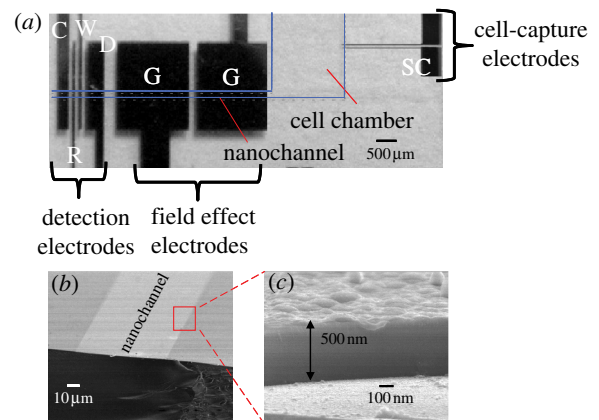 (a)
C W D
G G
SC
R
cell-capture
electrodes
cell chamber
nanochannel
500 μm
detection
electrodes
field effect
electrodes
(b)
nanochannel
10 μm
(c)
500 nm
100 nm